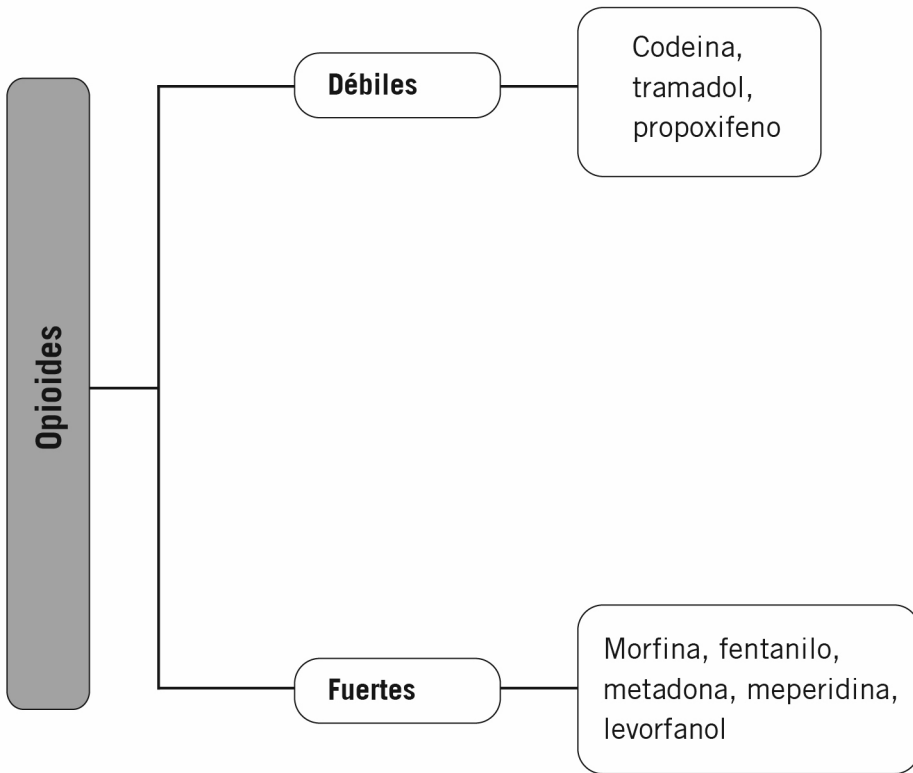 Opioides
Débiles
Codeina,
tramadol,
propoxifeno
Fuertes
Morfina, fentanilo,
metadona, meperidina,
levorfanol